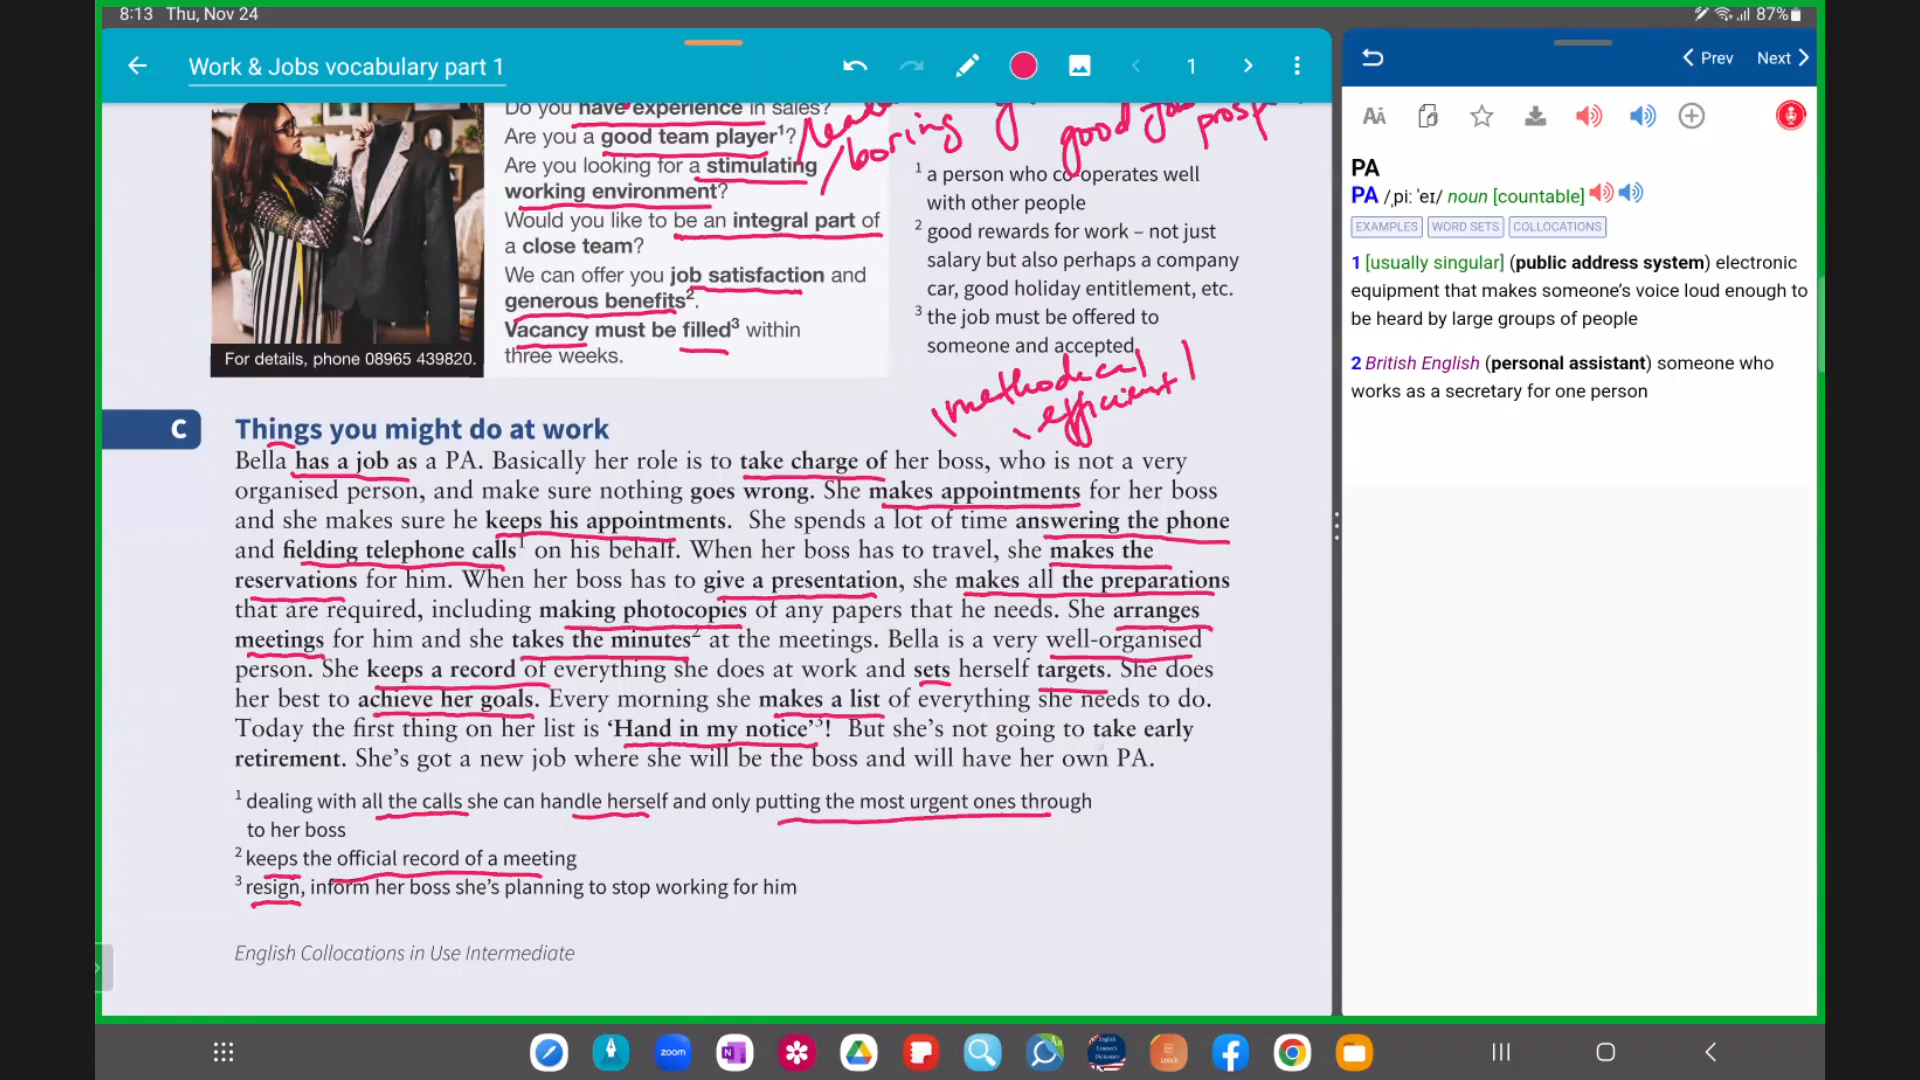 8:13 Thu, Nov 24
87%
Work & Jobs vocabulary part 1
1
Do you have experience in sales?
Are you a good team player¹?
Are you looking for a stimulating
working environment?
Would you like to be an integral part of
a close team?
We can offer you job satisfaction and
generous benefits².
Vacancy must be filled³ within
three weeks.
For details, phone 08965 439820.
/boring
good job
prosp
¹ a person who co-operates well
with other people
² good rewards for work – not just
salary but also perhaps a company
car, good holiday entitlement, etc.
³ the job must be offered to
someone and accepted
methodical
efficient
C
Things you might do at work
Bella has a job as a PA. Basically her role is to take charge of her boss, who is not a very
organised person, and make sure nothing goes wrong. She makes appointments for her boss
and she makes sure he keeps his appointments. She spends a lot of time answering the phone
and fielding telephone calls¹ on his behalf. When her boss has to travel, she makes the
reservations for him. When her boss has to give a presentation, she makes all the preparations
that are required, including making photocopies of any papers that he needs. She arranges
meetings for him and she takes the minutes² at the meetings. Bella is a very well-organised
person. She keeps a record of everything she does at work and sets herself targets. She does
her best to achieve her goals. Every morning she makes a list of everything she needs to do.
Today the first thing on her list is ‘Hand in my notice’³! But she’s not going to take early
retirement. She’s got a new job where she will be the boss and will have her own PA.
¹ dealing with all the calls she can handle herself and only putting the most urgent ones through
to her boss
² keeps the official record of a meeting
³ resign, inform her boss she’s planning to stop working for him
English Collocations in Use Intermediate
Prev Next
AA
PA
PA /ˌpiː ˈeɪ/ noun [countable]
EXAMPLES WORD SETS COLLOCATIONS
1 [usually singular] (public address system) electronic
equipment that makes someone’s voice loud enough to
be heard by large groups of people
2 British English (personal assistant) someone who
works as a secretary for one person
zoom